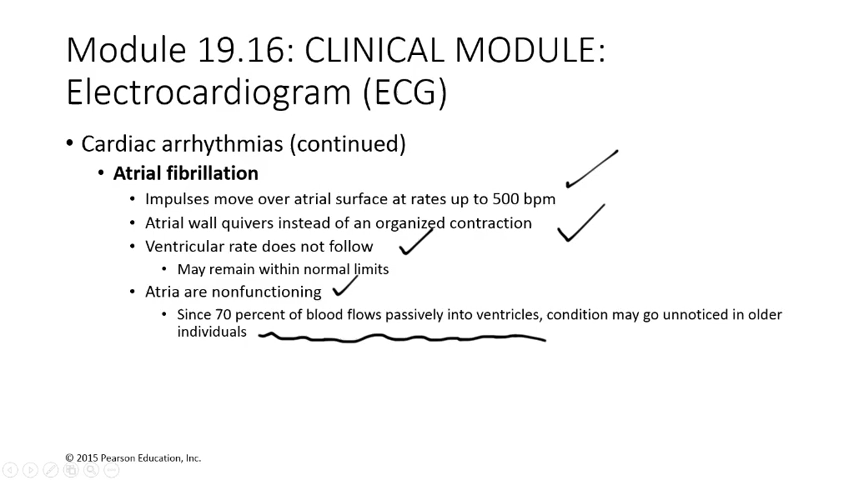 Module 19.16: CLINICAL MODULE:
Electrocardiogram (ECG)
• Cardiac arrhythmias (continued)
• Atrial fibrillation
• Impulses move over atrial surface at rates up to 500 bpm
• Atrial wall quivers instead of an organized contraction
• Ventricular rate does not follow
• May remain within normal limits
• Atria are nonfunctioning
• Since 70 percent of blood flows passively into ventricles, condition may go unnoticed in older
individuals
© 2015 Pearson Education, Inc.